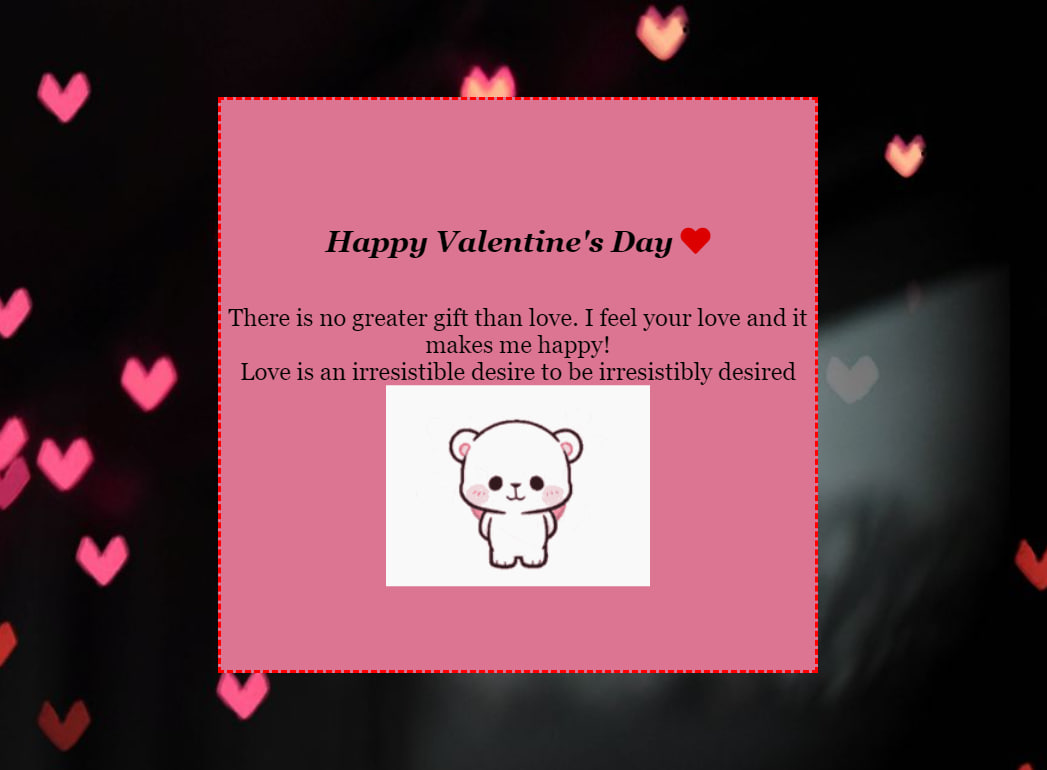 Happy Valentine's Day ❤
There is no greater gift than love. I feel your love and it
makes me happy!
Love is an irresistible desire to be irresistibly desired